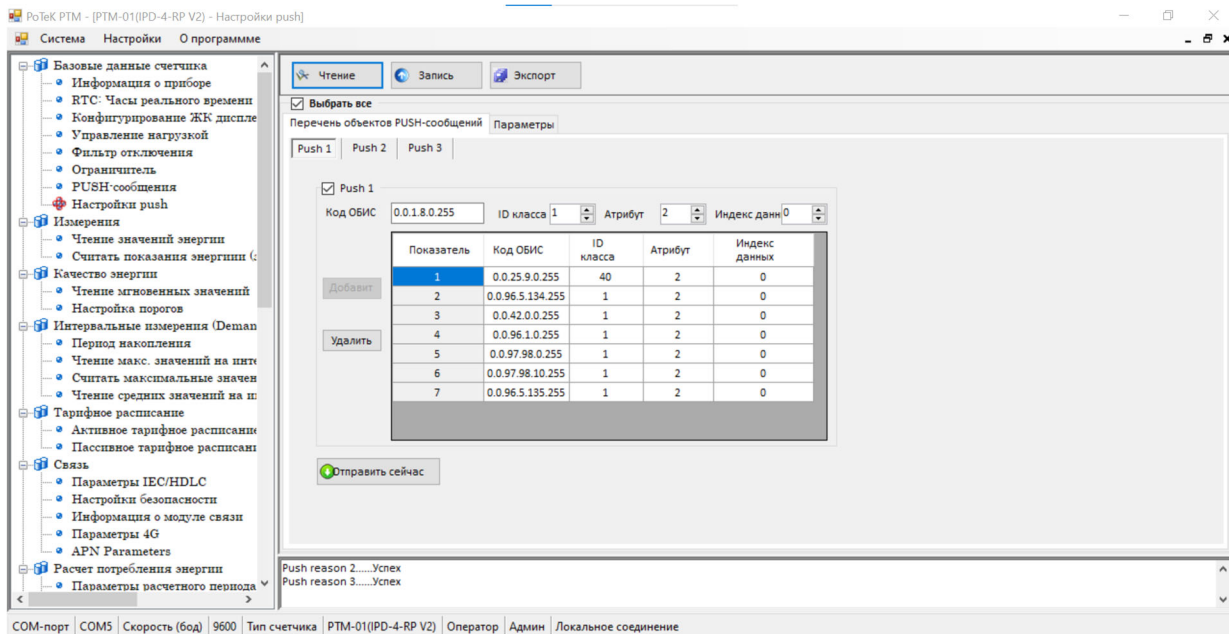 PoTeK PTM - [PTM-01(IPD-4-RP V2) - Настройки push]
Система Настройки О программме
Базовые данные счетчика
Информация о приборе
RTC: Часы реального времени
Конфигурирование ЖК диспле
Управление нагрузкой
Фильтр отключения
Ограничитель
PUSH-сообщения
Настройки push
Измерения
Чтение значений энергии
Считать показания энергиии (
Качество энергии
Чтение мгновенных значений
Настройка порогов
Интервальные измерения (Deman
Период накопления
Чтение макс. значений на инте
Считать максимальные значен
Чтение средних значений на и
Тарифное расписание
Активное тарифное расписание
Пассивное тарифное расписани
Связь
Параметры IEC/HDLC
Настройки безопасности
Информация о модуле связи
Параметры 4G
APN Parameters
Расчет потребления энергии
Параметры расчетного периода
Чтение Запись Экспорт
Выбрать все
Перечень объектов PUSH-сообщений Параметры
Push 1 Push 2 Push 3
Push 1
Код ОБИС 0.0.1.8.0.255 ID класса 1 Атрибут 2 Индекс данн 0
Показатель Код ОБИС ID класса Атрибут Индекс данных
1 0.0.25.9.0.255 40 2 0
2 0.0.96.5.134.255 1 2 0
3 0.0.42.0.0.255 1 2 0
4 0.0.96.1.0.255 1 2 0
5 0.0.97.98.0.255 1 2 0
6 0.0.97.98.10.255 1 2 0
7 0.0.96.5.135.255 1 2 0
Добавит
Удалить
Отправить сейчас
Push reason 2......Успех
Push reason 3......Успех
COM-порт COM5 Скорость (бод) 9600 Тип счетчика PTM-01(IPD-4-RP V2) Оператор Админ Локальное соединение